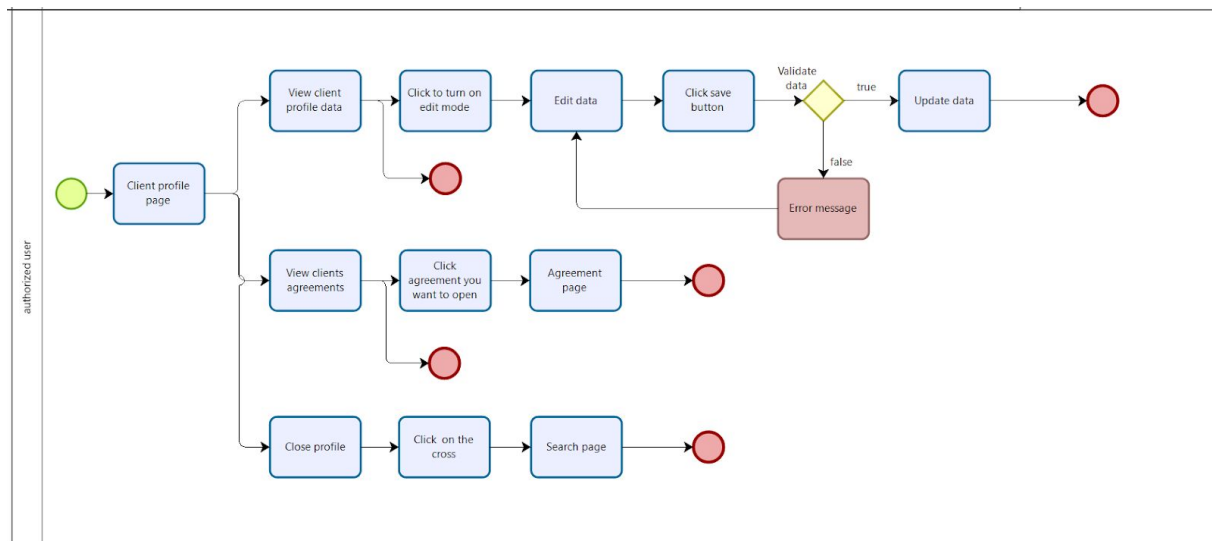 authorized user
Client profile
page
View client
profile data
Click to turn on
edit mode
Edit data
Click save
button
Validate
data
true
Update data
false
Error message
View clients
agreements
Click
agreement you
want to open
Agreement
page
Close profile
Click on the
cross
Search page